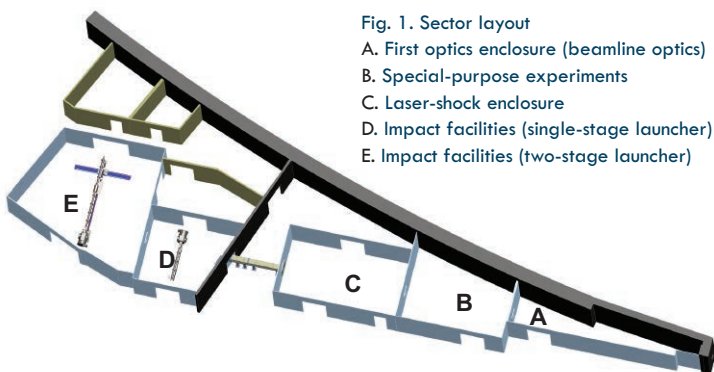 Fig. 1. Sector layout
A. First optics enclosure (beamline optics)
B. Special-purpose experiments
C. Laser-shock enclosure
D. Impact facilities (single-stage launcher)
E. Impact facilities (two-stage launcher)
E
D
C
B
A